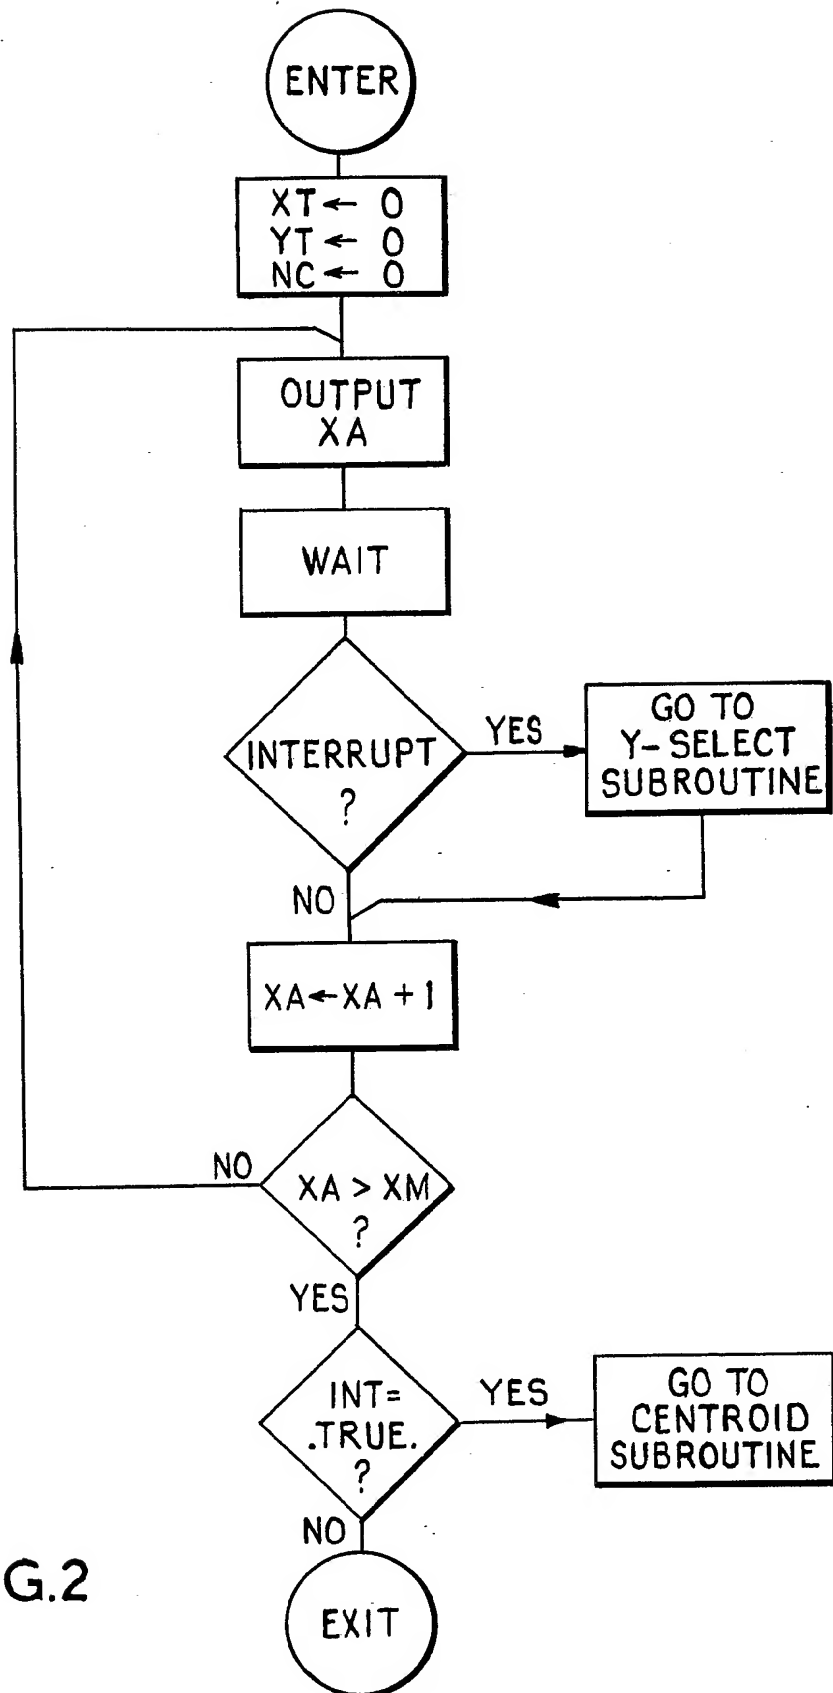 ENTER
XT ← 0
YT ← 0
NC ← 0
OUTPUT
XA
WAIT
INTERRUPT
?
YES
GO TO
Y-SELECT
SUBROUTINE
NO
XA ← XA + 1
NO
XA > XM
?
YES
INT=
.TRUE.
?
YES
GO TO
CENTROID
SUBROUTINE
NO
EXIT
G.2